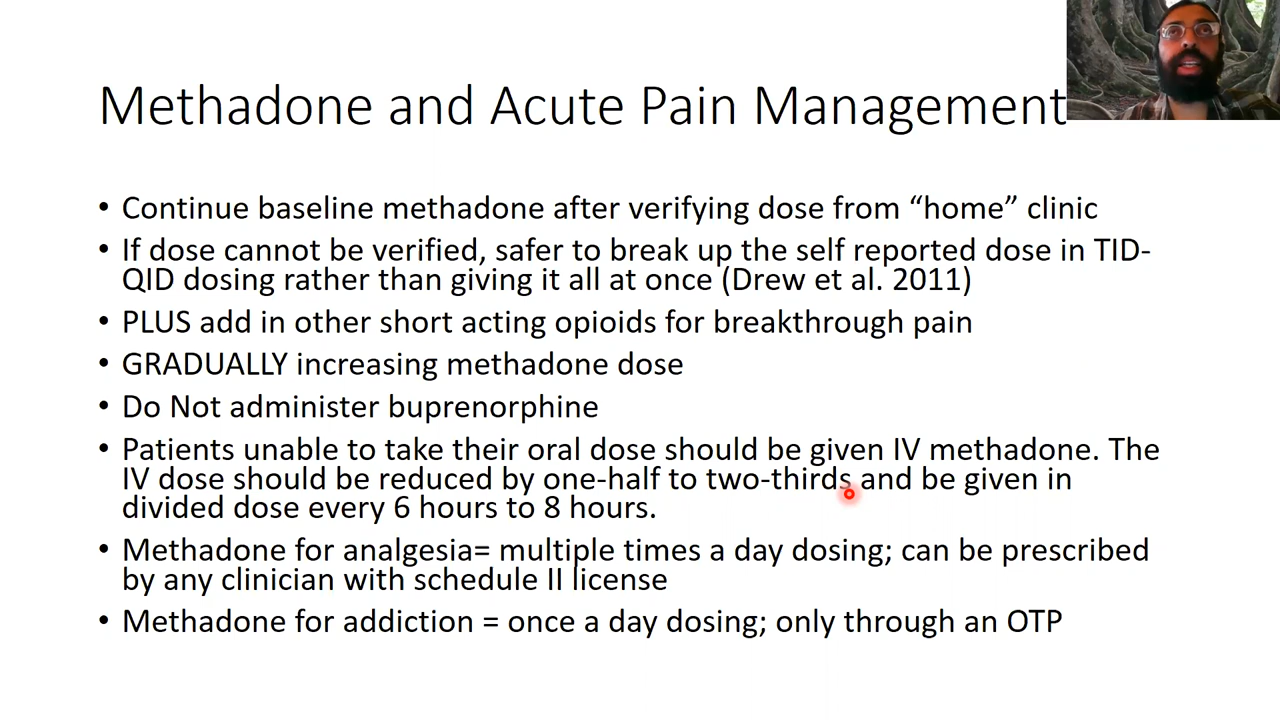 Methadone and Acute Pain Management
• Continue baseline methadone after verifying dose from “home” clinic
• If dose cannot be verified, safer to break up the self reported dose in TID-
QID dosing rather than giving it all at once (Drew et al. 2011)
• PLUS add in other short acting opioids for breakthrough pain
• GRADUALLY increasing methadone dose
• Do Not administer buprenorphine
• Patients unable to take their oral dose should be given IV methadone. The
IV dose should be reduced by one-half to two-thirds and be given in
divided dose every 6 hours to 8 hours.
• Methadone for analgesia= multiple times a day dosing; can be prescribed
by any clinician with schedule II license
• Methadone for addiction = once a day dosing; only through an OTP